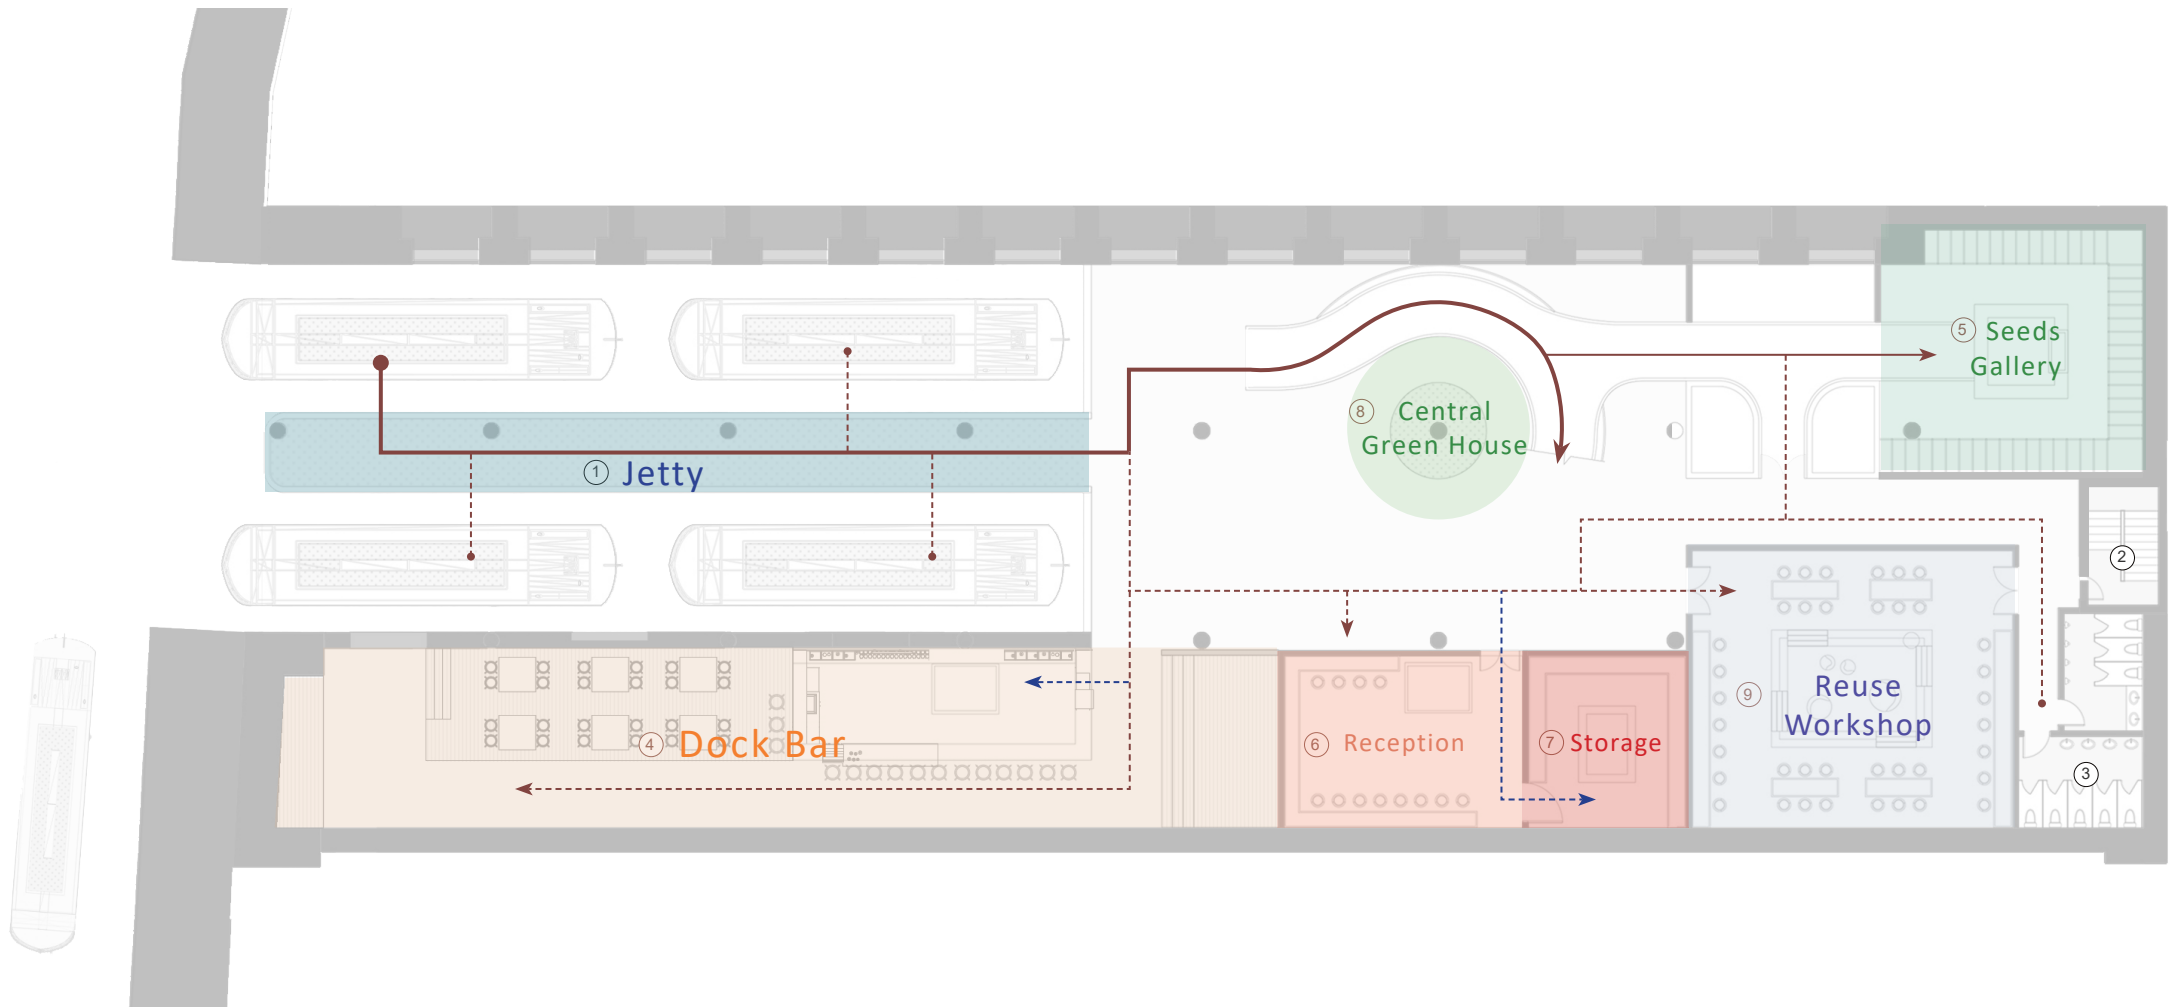 5 Seeds
Gallery
8 Central
Green House
1 Jetty
2
9 Reuse
Workshop
4 Dock Bar
6 Reception
7 Storage
3